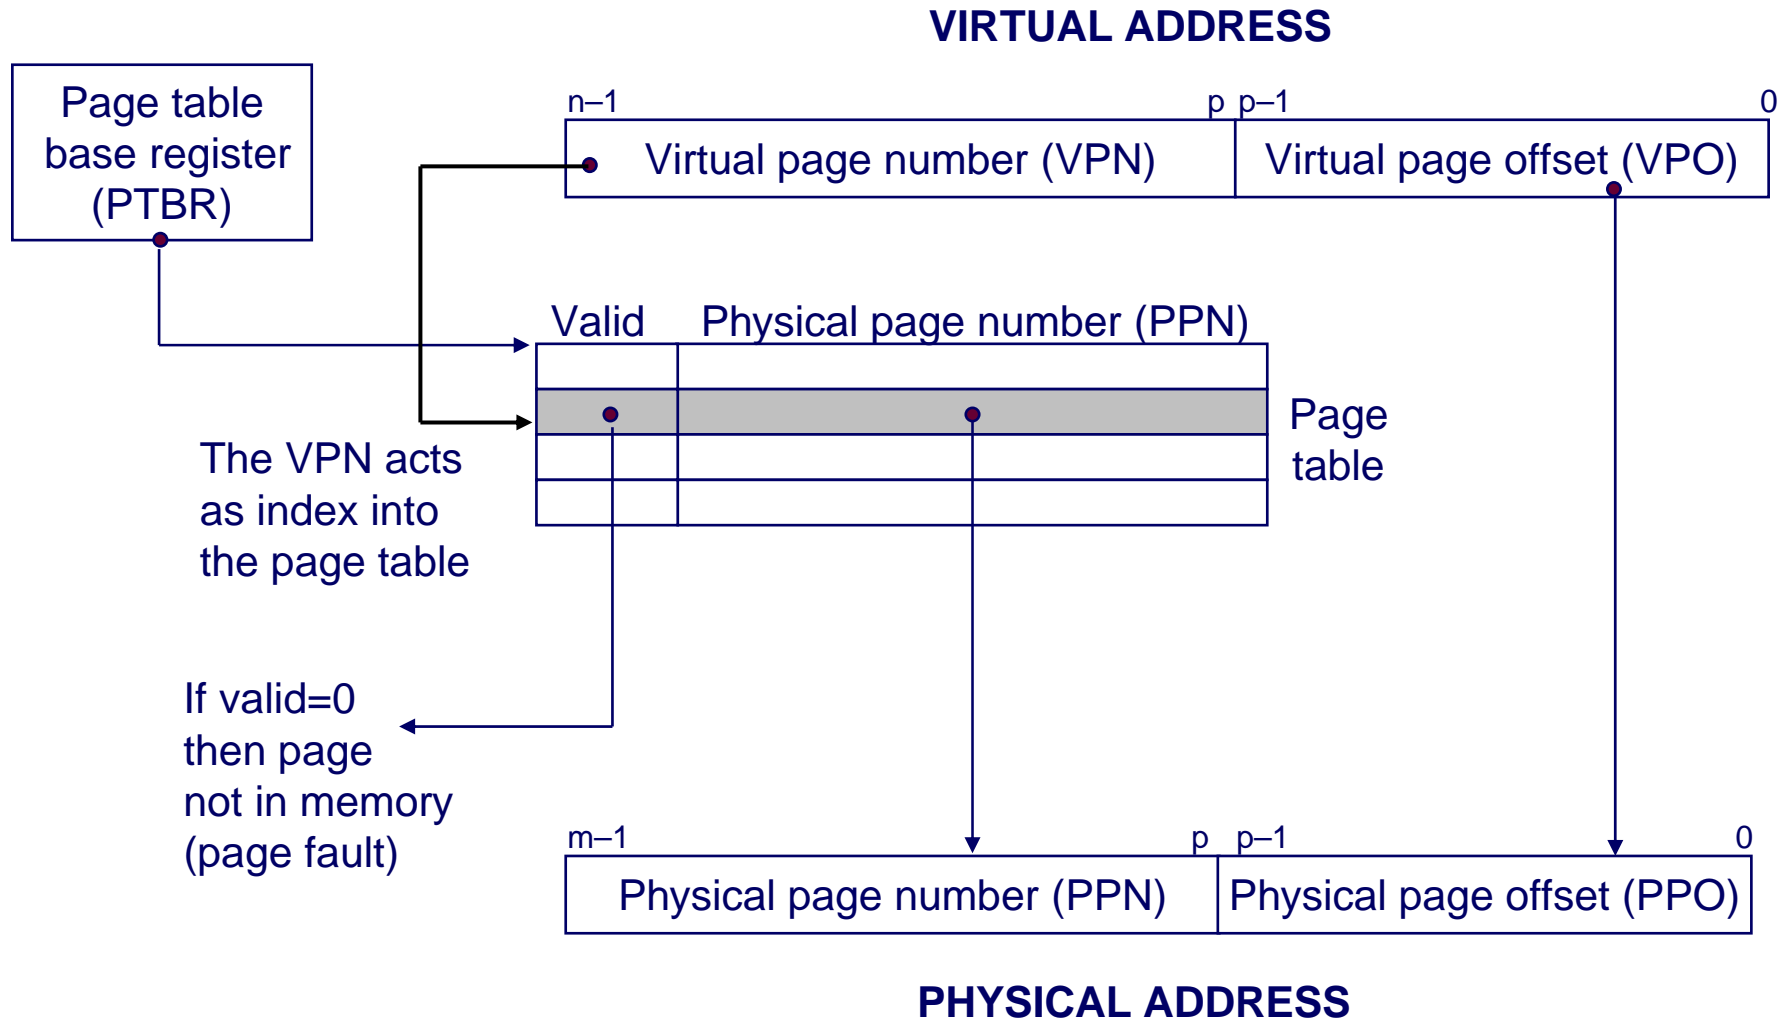 VIRTUAL ADDRESS
Page table
base register
(PTBR)
n–1 p p–1 0
Virtual page number (VPN) Virtual page offset (VPO)
Valid Physical page number (PPN)
Page
table
The VPN acts
as index into
the page table
If valid=0
then page
not in memory
(page fault)
m–1 p p–1 0
Physical page number (PPN) Physical page offset (PPO)
PHYSICAL ADDRESS